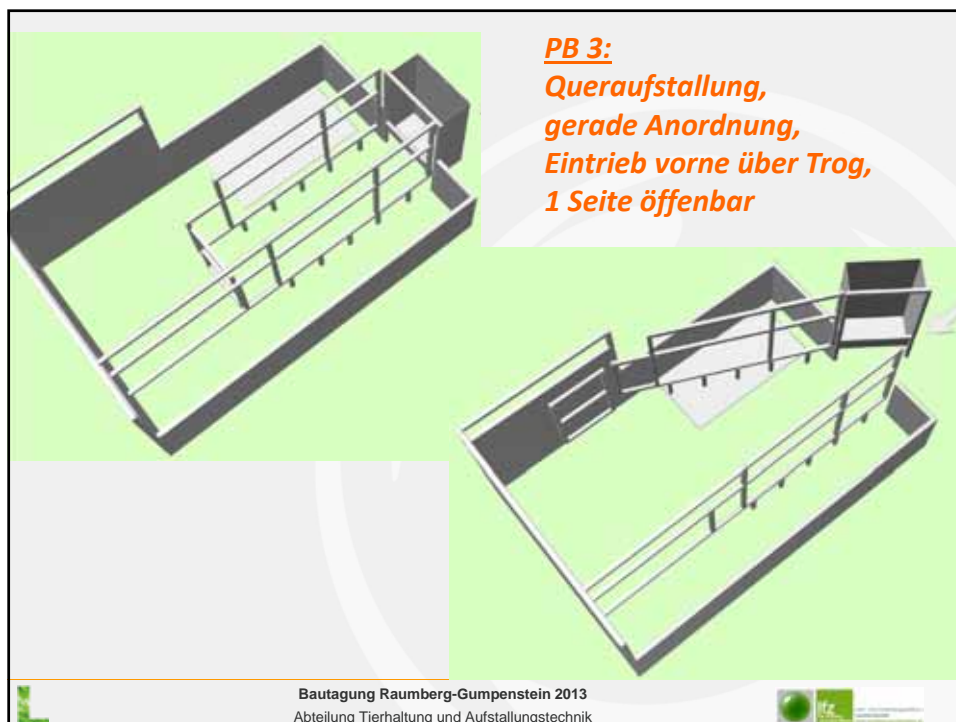 PB 3:
Queraufstallung,
gerade Anordnung,
Eintrieb vorne über Trog,
1 Seite öffenbar
Bautagung Raumberg-Gumpenstein 2013
Abteilung Tierhaltung und Aufstallungstechnik
lfz